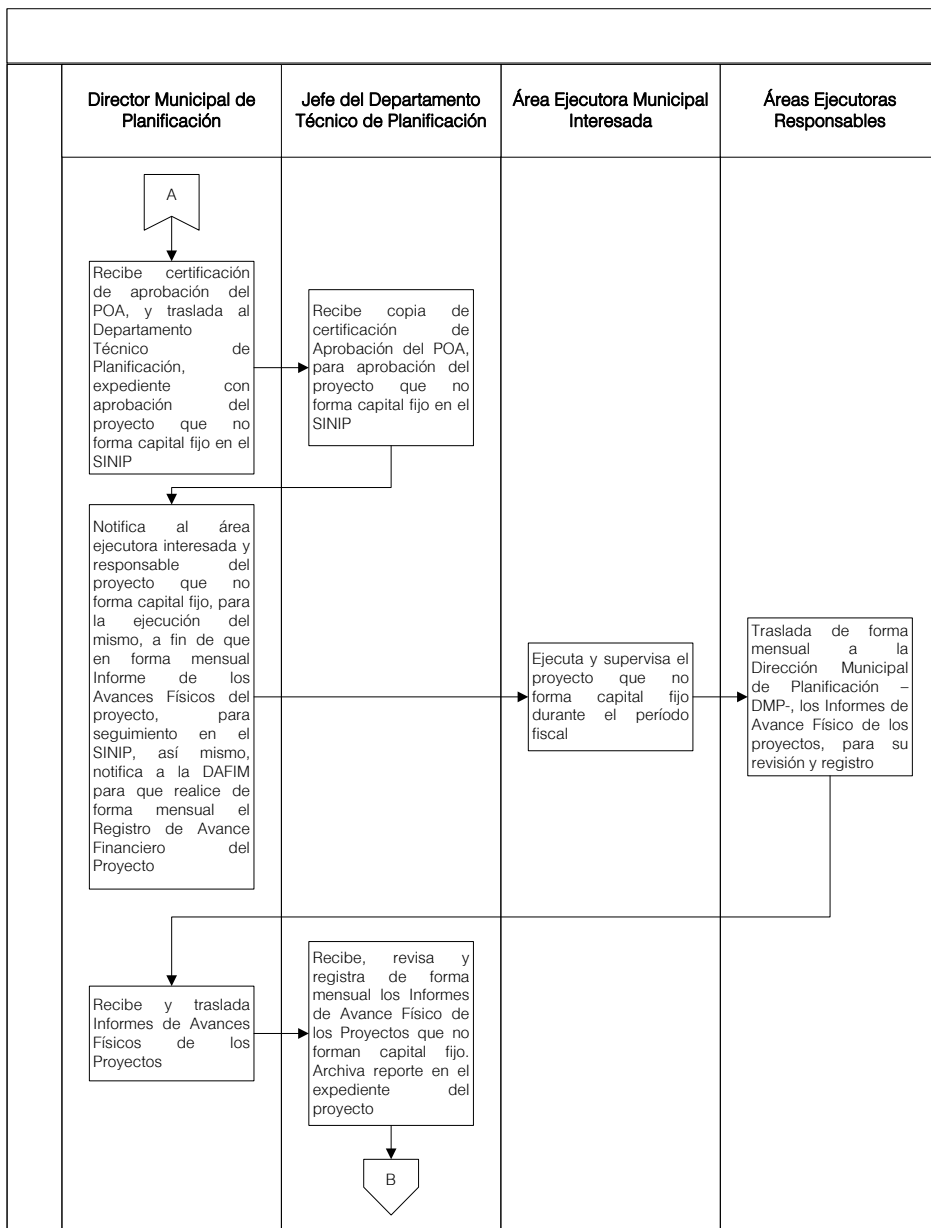 Director Municipal de
Planificación
Jefe del Departamento
Técnico de Planificación
Área Ejecutora Municipal
Interesada
Áreas Ejecutoras
Responsables
A
Recibe certificación
de aprobación del
POA, y traslada al
Departamento
Técnico de
Planificación,
expediente con
aprobación del
proyecto que no
forma capital fijo en el
SINIP
Recibe copia de
certificación de
Aprobación del POA,
para aprobación del
proyecto que no
forma capital fijo en el
SINIP
Notifica al área
ejecutora interesada y
responsable del
proyecto que no
forma capital fijo, para
la ejecución del
mismo, a fin de que
en forma mensual
Informe de los
Avances Físicos del
proyecto, para
seguimiento en el
SINIP, así mismo,
notifica a la DAFIM
para que realice de
forma mensual el
Registro de Avance
Financiero del
Proyecto
Ejecuta y supervisa el
proyecto que no
forma capital fijo
durante el período
fiscal
Traslada de forma
mensual a la
Dirección Municipal
de Planificación –
DMP-, los Informes de
Avance Físico de los
proyectos, para su
revisión y registro
Recibe y traslada
Informes de Avances
Físicos de los
Proyectos
Recibe, revisa y
registra de forma
mensual los Informes
de Avance Físico de
los Proyectos que no
forman capital fijo.
Archiva reporte en el
expediente del
proyecto
B